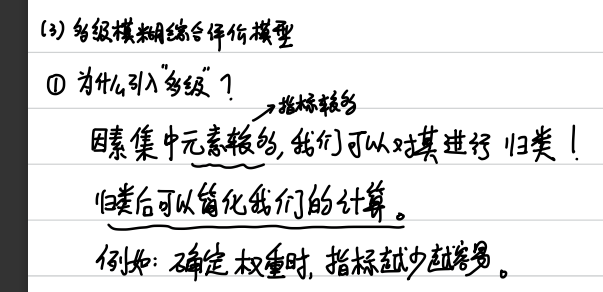 (3) 多级模糊综合评价模型
① 为什么引入"多级"？
→指标较多
因素集中元素较多,我们可以对其进行归类！
归类后可以简化我们的计算。
例如：确定权重时,指标越少越容易。